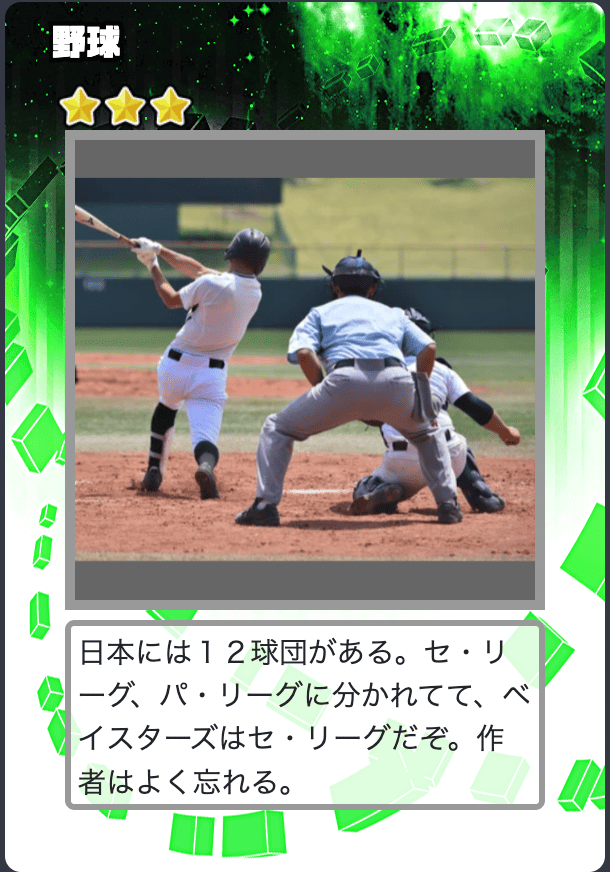 野球
日本には１２球団がある。セ・リ
ーグ、パ・リーグに分かれてて、ベ
イスターズはセ・リーグだぞ。作
者はよく忘れる。